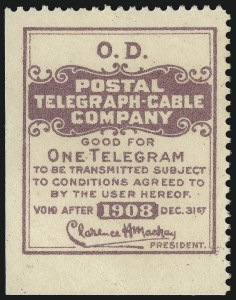 O. D.
POSTAL
TELEGRAPH-CABLE
COMPANY
GOOD FOR
ONE TELEGRAM
TO BE TRANSMITTED SUBJECT
TO CONDITIONS AGREED TO
BY THE USER HEREOF.
VOID AFTER 1908 DEC. 31ST
Clarence H Mackay
PRESIDENT.